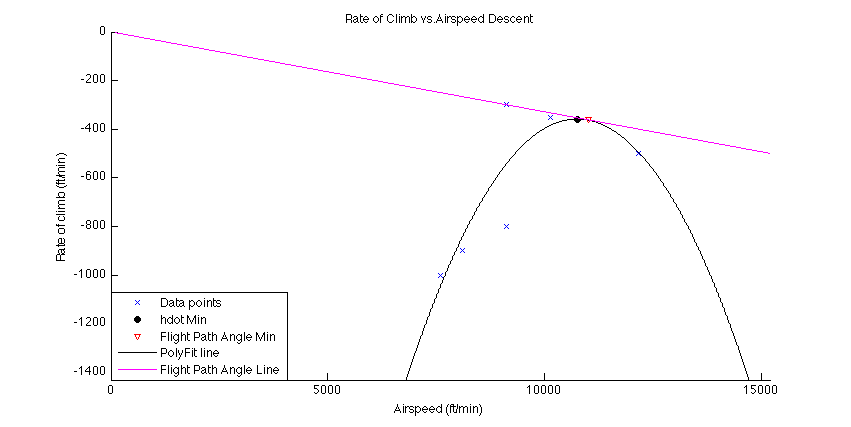 Rate of Climb vs.Airspeed Descent
0
-200
-400
-600
-800
-1000
-1200
-1400
Rate of climb (ft/min)
Data points
hdot Min
Flight Path Angle Min
PolyFit line
Flight Path Angle Line
0 5000 10000 15000
Airspeed (ft/min)